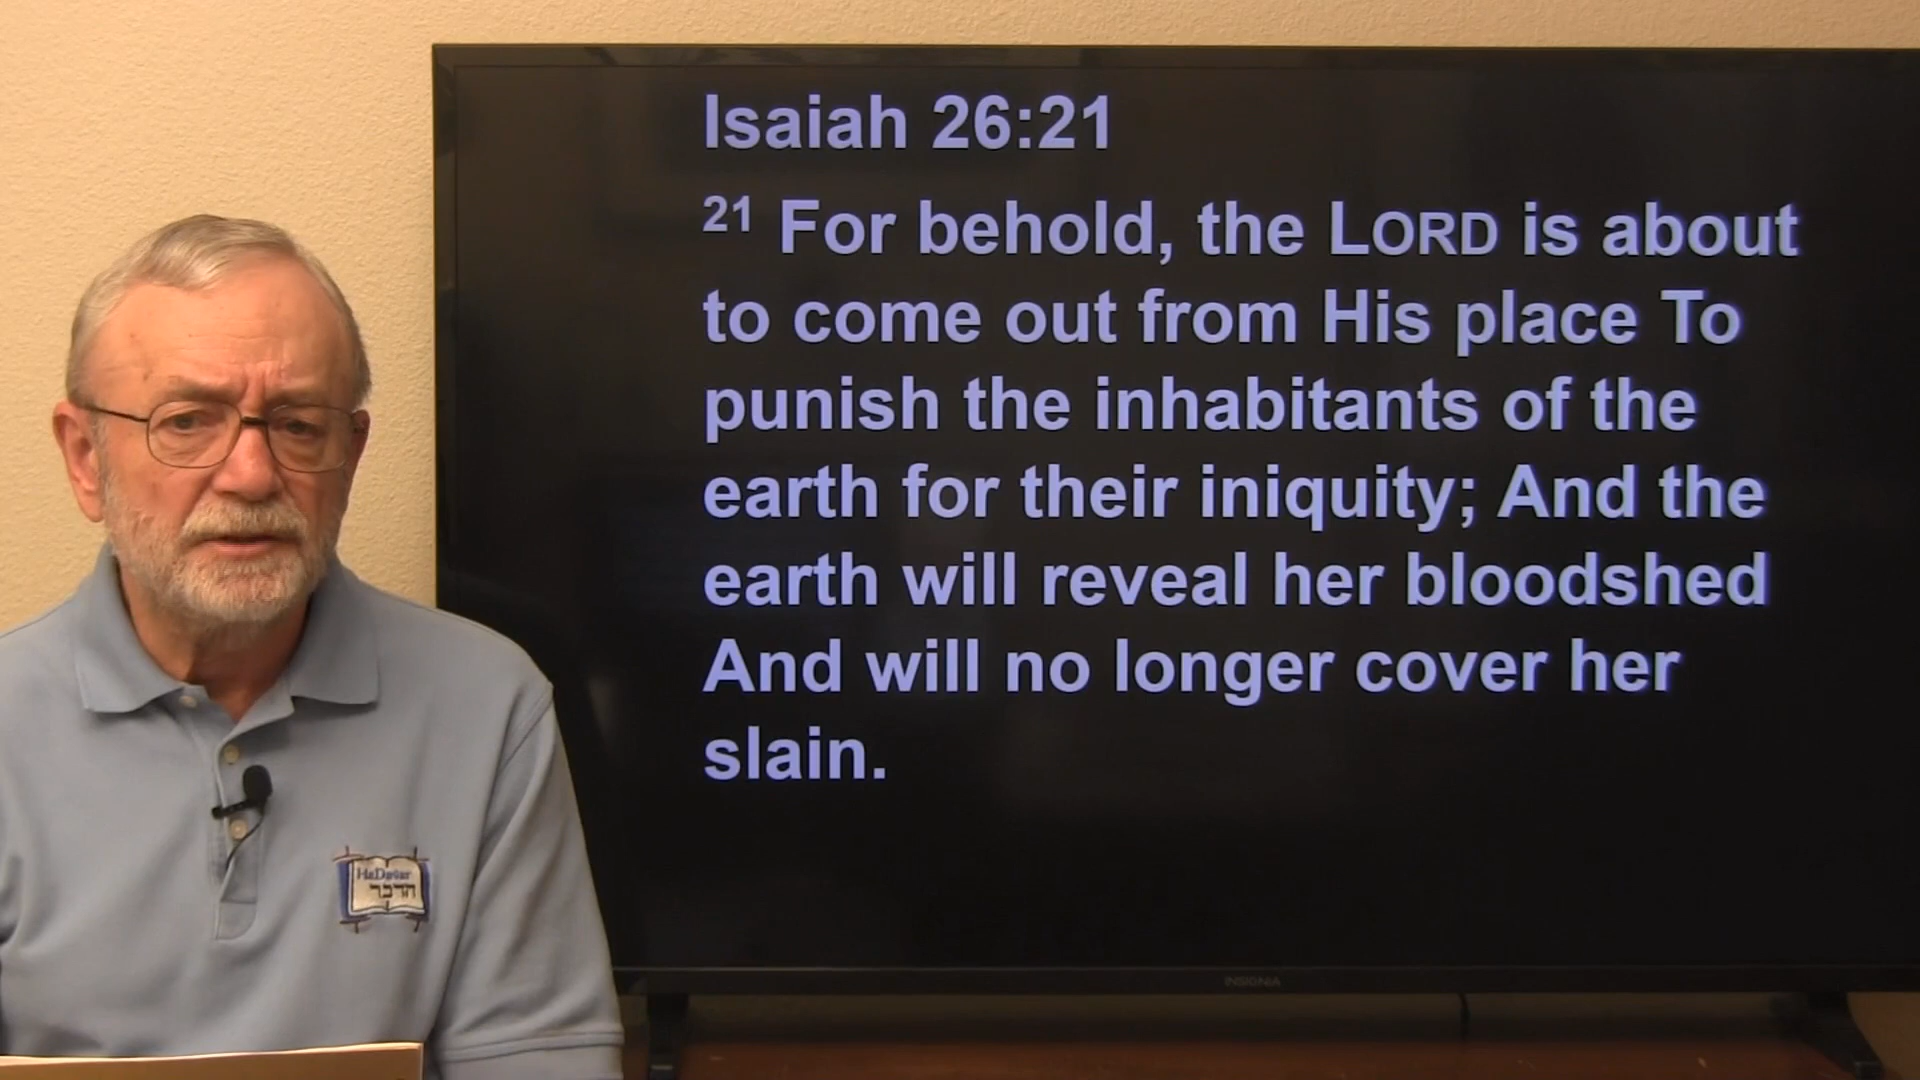 Isaiah 26:21
21 For behold, the LORD is about
to come out from His place To
punish the inhabitants of the
earth for their iniquity; And the
earth will reveal her bloodshed
And will no longer cover her
slain.
HaDavar
הדבר
INSIGNIA